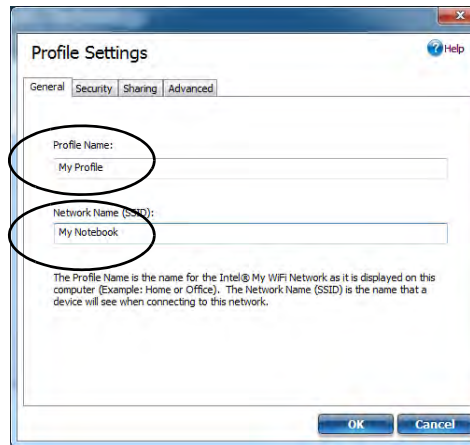 Profile Settings
Help
General Security Sharing Advanced
Profile Name:
My Profile
Network Name (SSID):
My Notebook
The Profile Name is the name for the Intel® My WiFi Network as it is displayed on this
computer (Example: Home or Office). The Network Name (SSID) is the name that a
device will see when connecting to this network.
OK Cancel